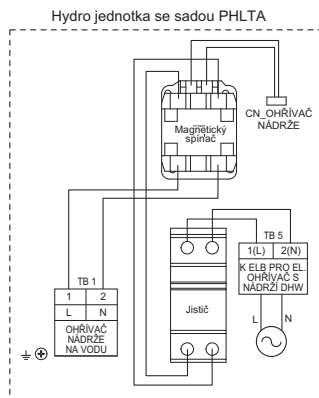 Hydro jednotka se sadou PHLTA
CN_OHŘÍVAČ
NÁDRŽE
Magnetický
spínač
TB 5
1(L) 2(N)
K ELB PRO EL.
OHŘÍVAČ S
NÁDRŽÍ DHW
L N
TB 1
1 2
L N
OHŘÍVAČ
NÁDRŽE
NA VODU
Jistič